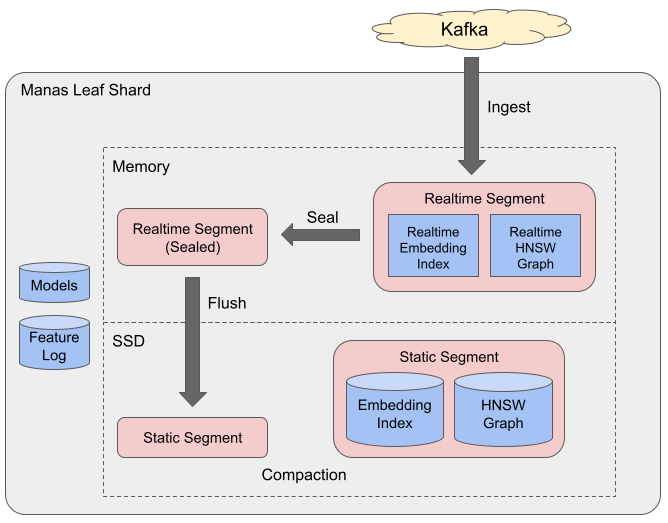 Kafka
Manas Leaf Shard
Ingest
Memory
Realtime Segment
Realtime
Embedding
Index
Realtime
HNSW
Graph
Seal
Realtime Segment
(Sealed)
Models
Feature
Log
Flush
SSD
Static Segment
Embedding
Index
HNSW
Graph
Static Segment
Compaction